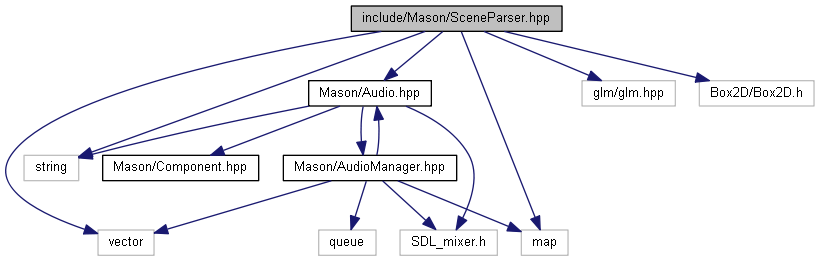 include/Mason/SceneParser.hpp
Mason/Audio.hpp
glm/glm.hpp
Box2D/Box2D.h
string
Mason/Component.hpp
Mason/AudioManager.hpp
vector
queue
SDL_mixer.h
map